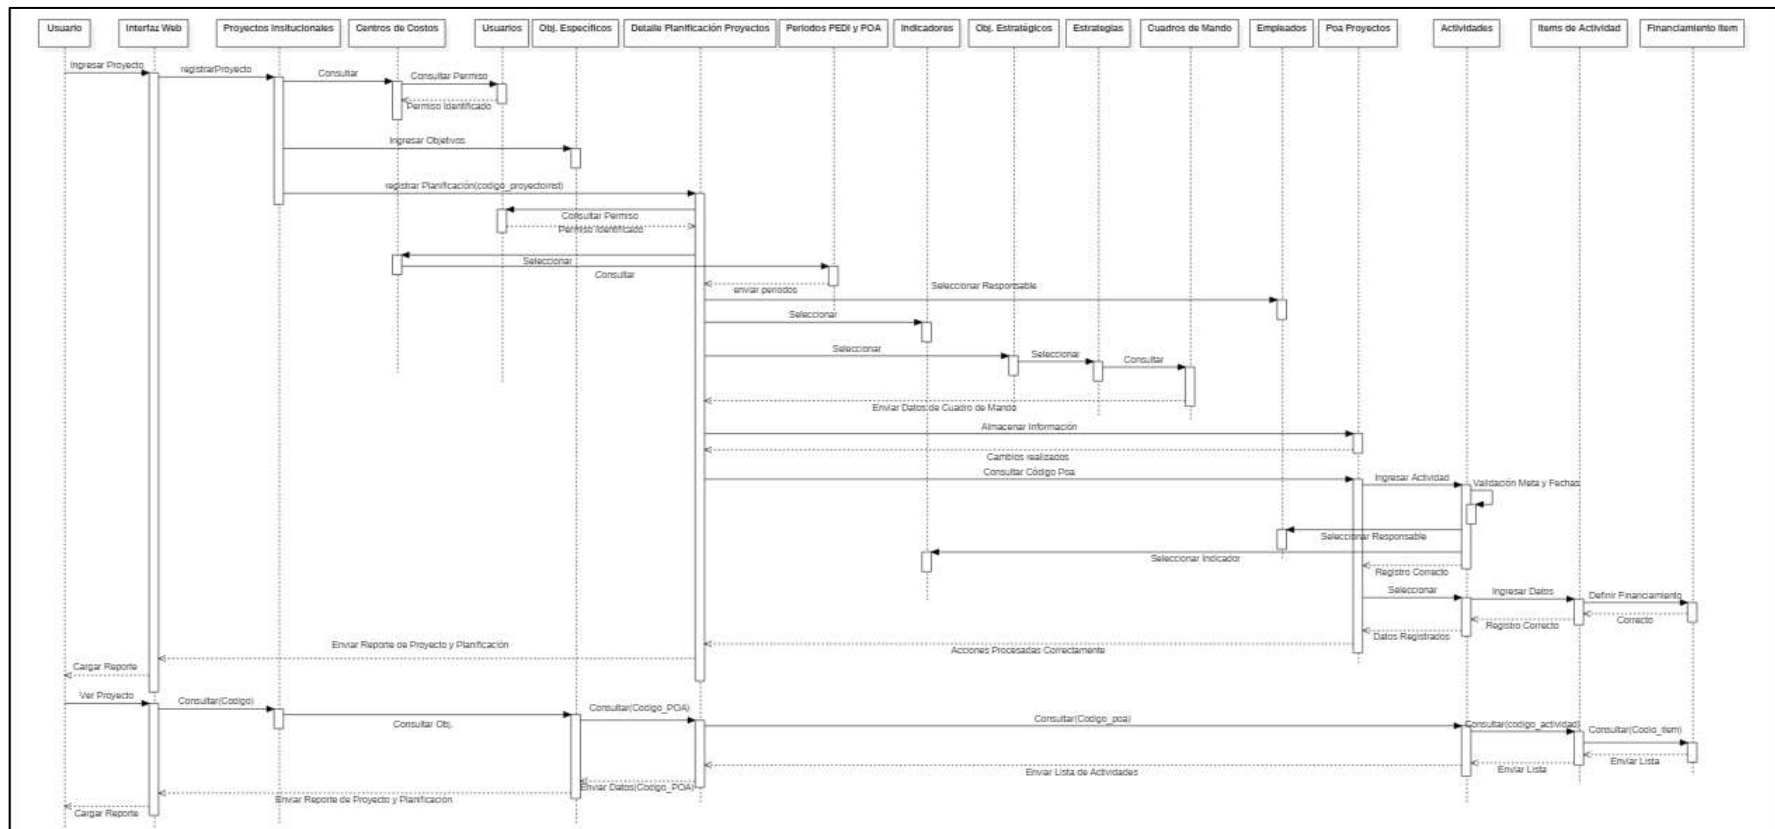 Usuario
Interfaz Web
Proyectos Insitucionales
Centros de Costos
Usuarios
Obj. Específicos
Detalle Planificación Proyectos
Periodos PEDI y POA
Indicadores
Obj. Estratégicos
Estrategias
Cuadros de Mando
Empleados
Poa Proyectos
Actividades
Items de Actividad
Financiamiento Item
Ingresar Proyecto
registrarProyecto
Consultar
Consultar Permiso
Permiso Identificado
Ingresar Objetivos
registrar Planificación(codigo_proyectoinst)
Consultar Permiso
Permiso Identificado
Seleccionar
Consultar
enviar periodos
Seleccionar Responsable
Seleccionar
Seleccionar
Seleccionar
Consultar
Enviar Datos de Cuadro de Mando
Almacenar Información
Cambios realizados
Consultar Código Poa
Ingresar Actividad
Validación Meta y Fechas
Seleccionar Responsable
Seleccionar Indicador
Registro Correcto
Seleccionar
Ingresar Datos
Definir Financiamiento
Correcto
Registro Correcto
Datos Registrados
Acciones Procesadas Correctamente
Enviar Reporte de Proyecto y Planificación
Cargar Reporte
Ver Proyecto
Consultar(Codigo)
Consultar Obj.
Consultar(Codigo_POA)
Consultar(Codigo_poa)
Consultar(codigo_actividad)
Consultar(Codio_item)
Enviar Lista
Enviar Lista
Enviar Lista de Actividades
Enviar Datos(Codigo_POA)
Enviar Reporte de Proyecto y Planificación
Cargar Reporte